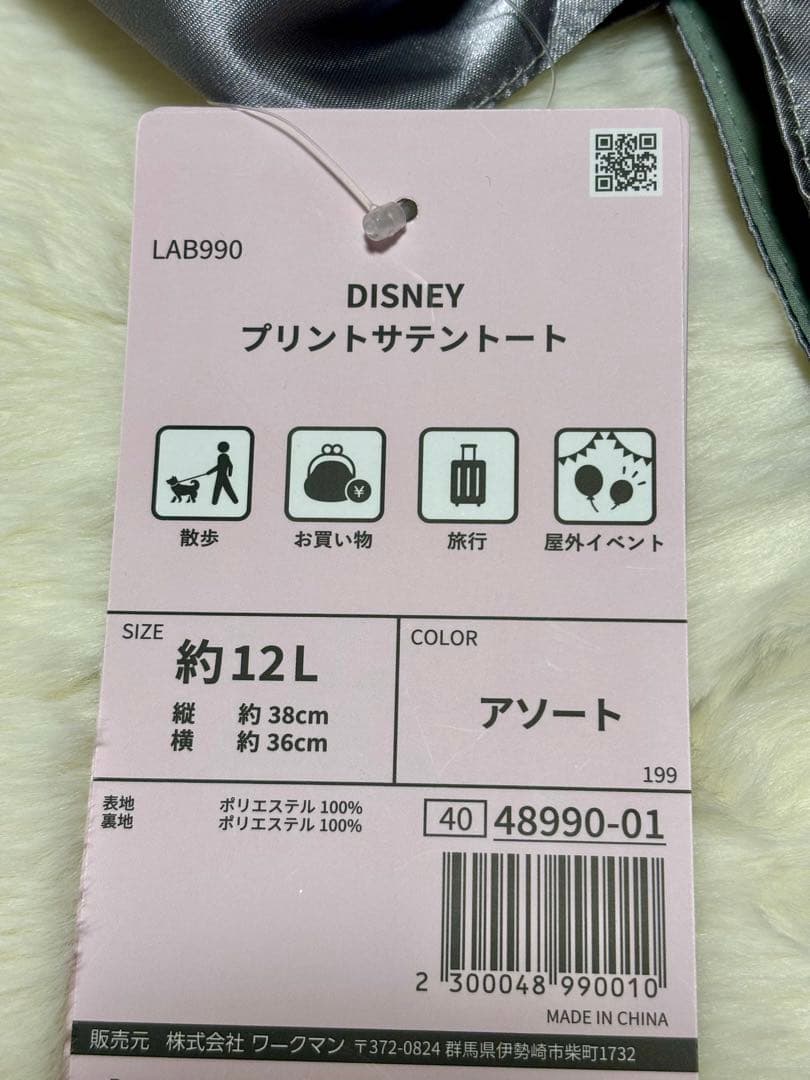 LAB990
DISNEY
プリントサテントート
散歩
お買い物
¥
旅行
屋外イベント
SIZE
約12L
縦 約38cm
横 約36cm
COLOR
アソート
199
表地 ポリエステル100%
裏地 ポリエステル100%
40 48990-01
2 300048 990010
MADE IN CHINA
販売元 株式会社 ワークマン 〒372-0824 群馬県伊勢崎市柴町1732